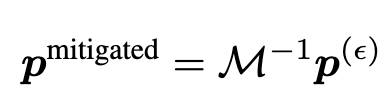 𝒑^mitigated = ℳ^−1 𝒑^(ϵ)